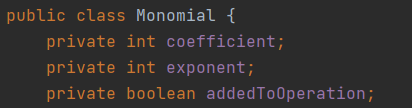 public class Monomial {
    private int coefficient;
    private int exponent;
    private boolean addedToOperation;